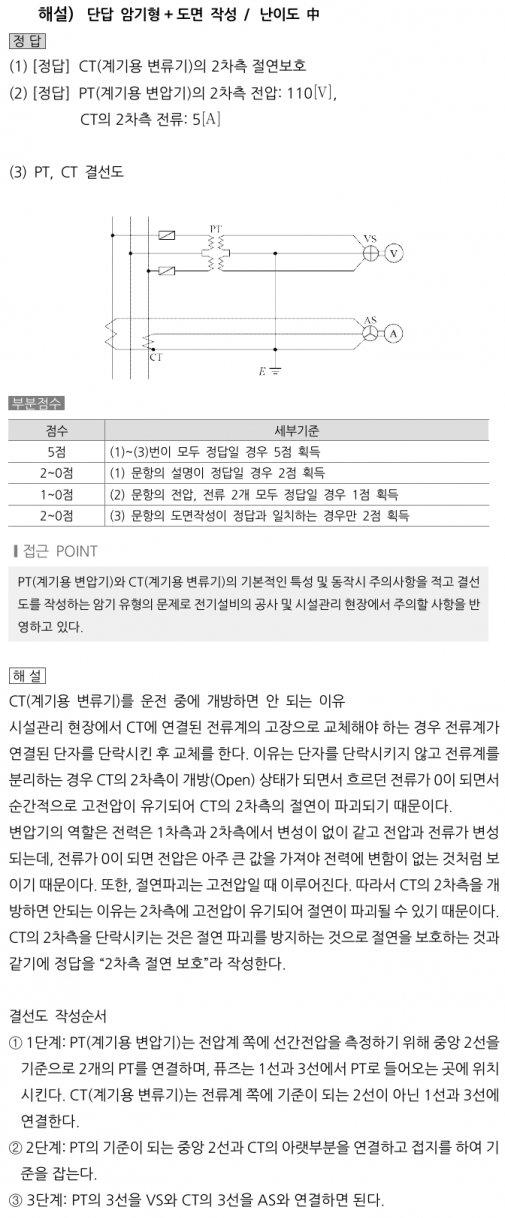 해설) 단답 암기형 + 도면 작성 / 난이도 中
정 답
(1) [정답] CT(계기용 변류기)의 2차측 절연보호
(2) [정답] PT(계기용 변압기)의 2차측 전압: 110[V],
CT의 2차측 전류: 5[A]
(3) PT, CT 결선도
PT
VS
V
AS
A
CT
E
부분점수
점수 세부기준
5점 (1)~(3)번이 모두 정답일 경우 5점 획득
2~0점 (1) 문항의 설명이 정답일 경우 2점 획득
1~0점 (2) 문항의 전압, 전류 2개 모두 정답일 경우 1점 획득
2~0점 (3) 문항의 도면작성이 정답과 일치하는 경우만 2점 획득
접근 POINT
PT(계기용 변압기)와 CT(계기용 변류기)의 기본적인 특성 및 동작시 주의사항을 적고 결선
도를 작성하는 암기 유형의 문제로 전기설비의 공사 및 시설관리 현장에서 주의할 사항을 반
영하고 있다.
해 설
CT(계기용 변류기)를 운전 중에 개방하면 안 되는 이유
시설관리 현장에서 CT에 연결된 전류계의 고장으로 교체해야 하는 경우 전류계가
연결된 단자를 단락시킨 후 교체를 한다. 이유는 단자를 단락시키지 않고 전류계를
분리하는 경우 CT의 2차측이 개방(Open) 상태가 되면서 흐르던 전류가 0이 되면서
순간적으로 고전압이 유기되어 CT의 2차측의 절연이 파괴되기 때문이다.
변압기의 역할은 전력은 1차측과 2차측에서 변성이 없이 같고 전압과 전류가 변성
되는데, 전류가 0이 되면 전압은 아주 큰 값을 가져야 전력에 변함이 없는 것처럼 보
이기 때문이다. 또한, 절연파괴는 고전압일 때 이루어진다. 따라서 CT의 2차측을 개
방하면 안되는 이유는 2차측에 고전압이 유기되어 절연이 파괴될 수 있기 때문이다.
CT의 2차측을 단락시키는 것은 절연 파괴를 방지하는 것으로 절연을 보호하는 것과
같기에 정답을 “2차측 절연 보호”라 작성한다.
결선도 작성순서
① 1단계: PT(계기용 변압기)는 전압계 쪽에 선간전압을 측정하기 위해 중앙 2선을
기준으로 2개의 PT를 연결하며, 퓨즈는 1선과 3선에서 PT로 들어오는 곳에 위치
시킨다. CT(계기용 변류기)는 전류계 쪽에 기준이 되는 2선이 아닌 1선과 3선에
연결한다.
② 2단계: PT의 기준이 되는 중앙 2선과 CT의 아랫부분을 연결하고 접지를 하여 기
준을 잡는다.
③ 3단계: PT의 3선을 VS와 CT의 3선을 AS와 연결하면 된다.